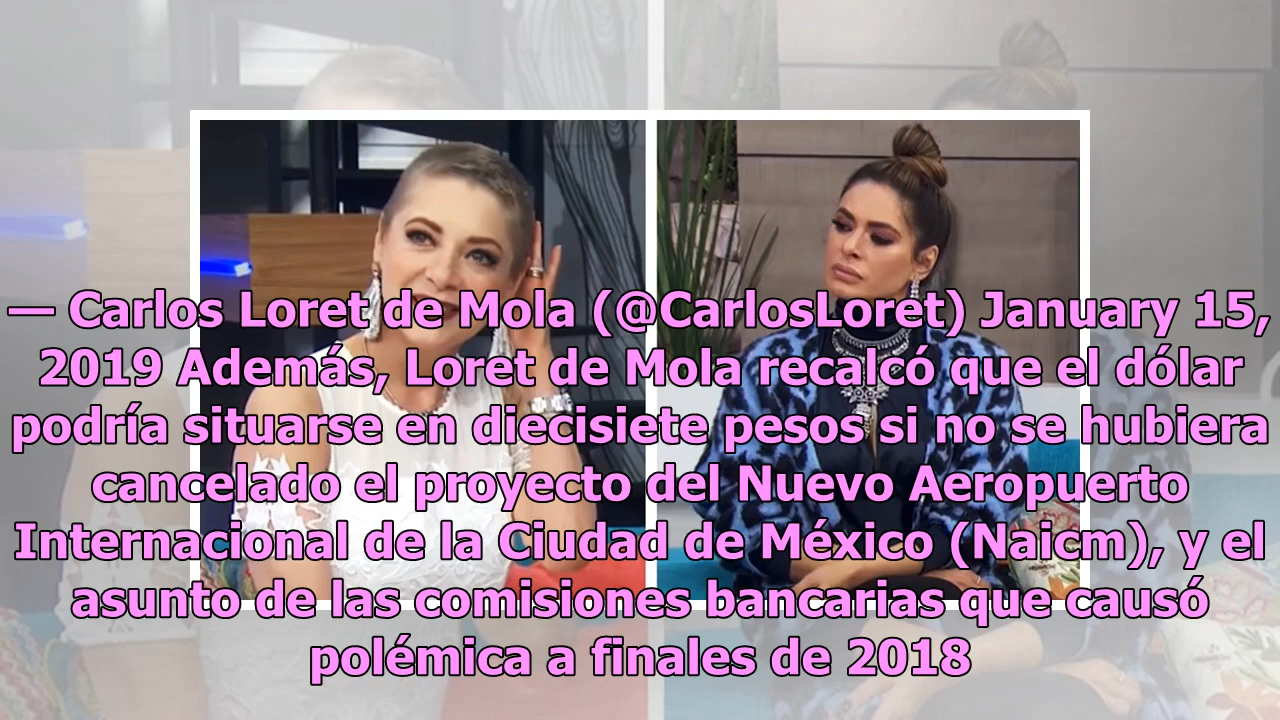 — Carlos Loret de Mola (@CarlosLoret) January 15,
2019 Además, Loret de Mola recalcó que el dólar
podría situarse en diecisiete pesos si no se hubiera
cancelado el proyecto del Nuevo Aeropuerto
Internacional de la Ciudad de México (Naicm), y el
asunto de las comisiones bancarias que causó
polémica a finales de 2018